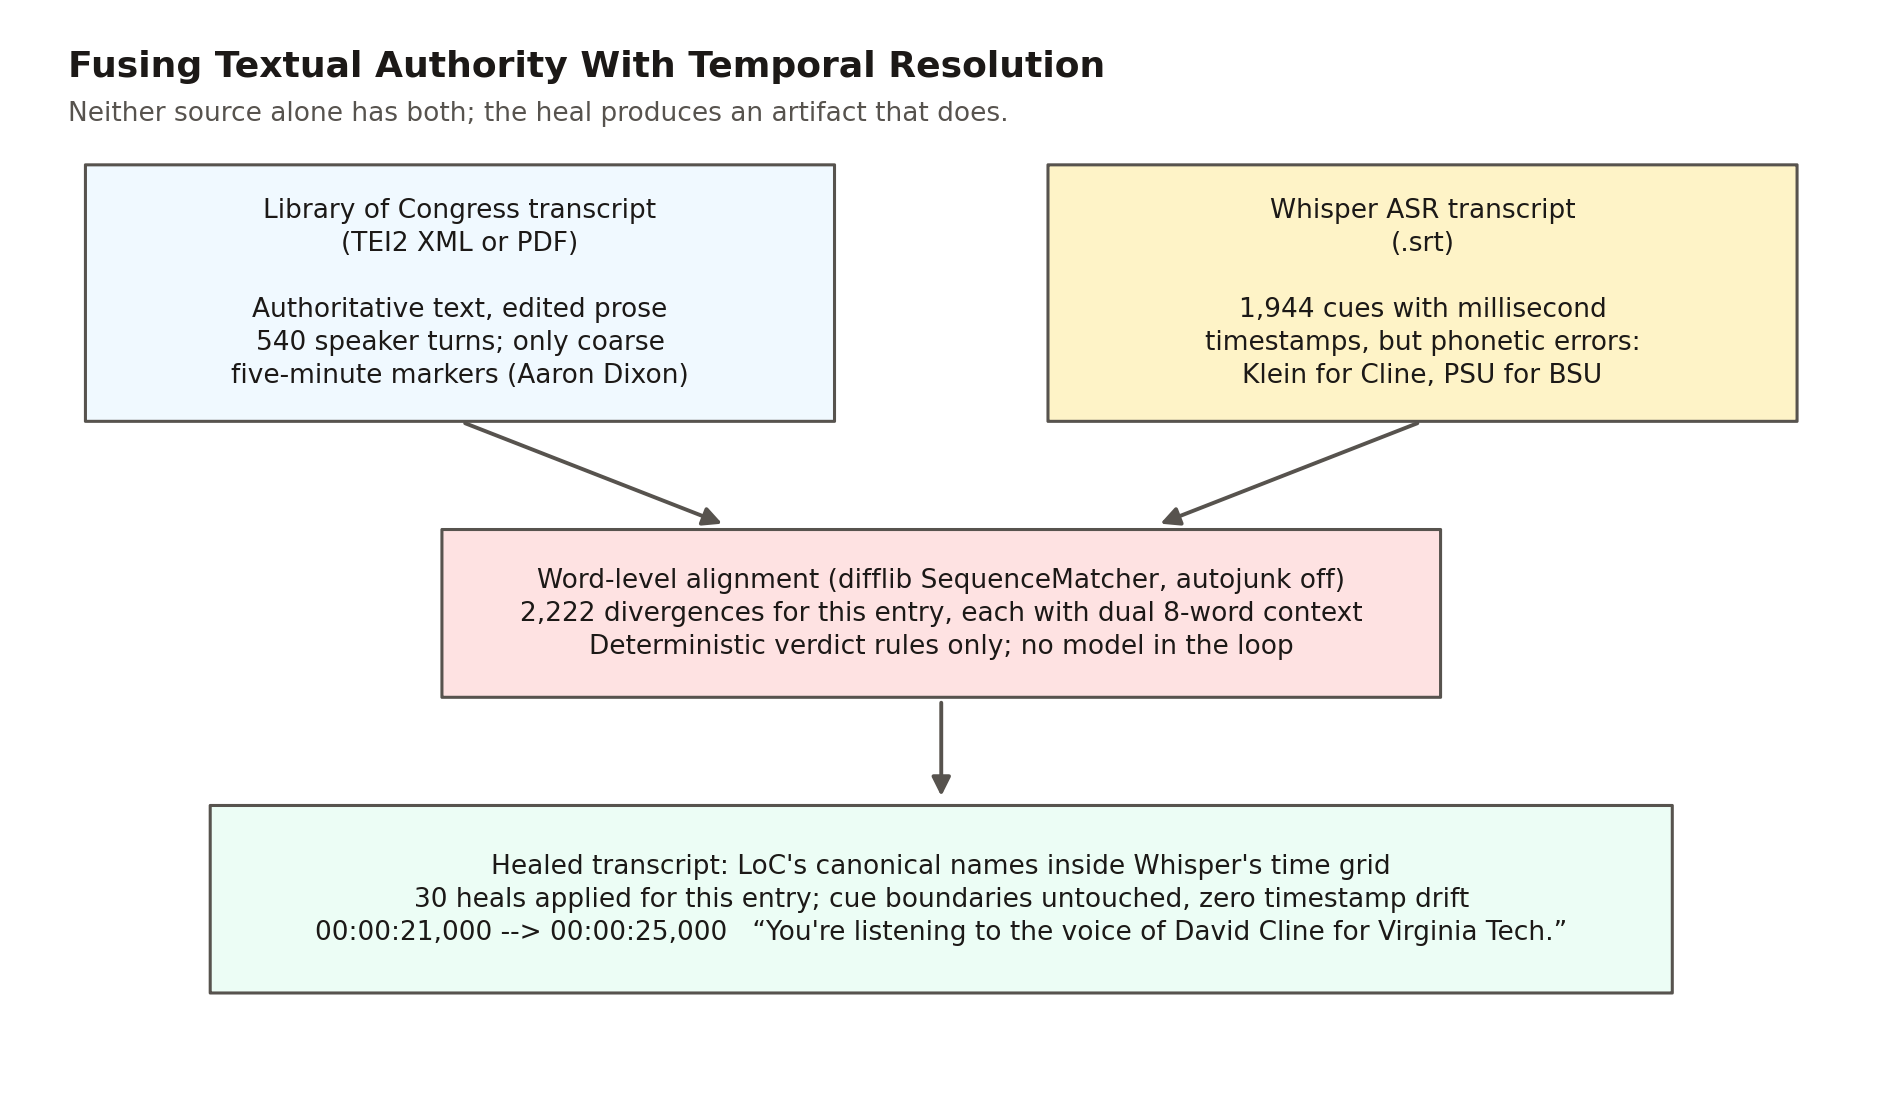 Fusing Textual Authority With Temporal Resolution
Neither source alone has both; the heal produces an artifact that does.
Library of Congress transcript
(TEI2 XML or PDF)
Authoritative text, edited prose
540 speaker turns; only coarse
five-minute markers (Aaron Dixon)
Whisper ASR transcript
(.srt)
1,944 cues with millisecond
timestamps, but phonetic errors:
Klein for Cline, PSU for BSU
Word-level alignment (difflib SequenceMatcher, autojunk off)
2,222 divergences for this entry, each with dual 8-word context
Deterministic verdict rules only; no model in the loop
Healed transcript: LoC's canonical names inside Whisper's time grid
30 heals applied for this entry; cue boundaries untouched, zero timestamp drift
00:00:21,000 --> 00:00:25,000 “You're listening to the voice of David Cline for Virginia Tech.”